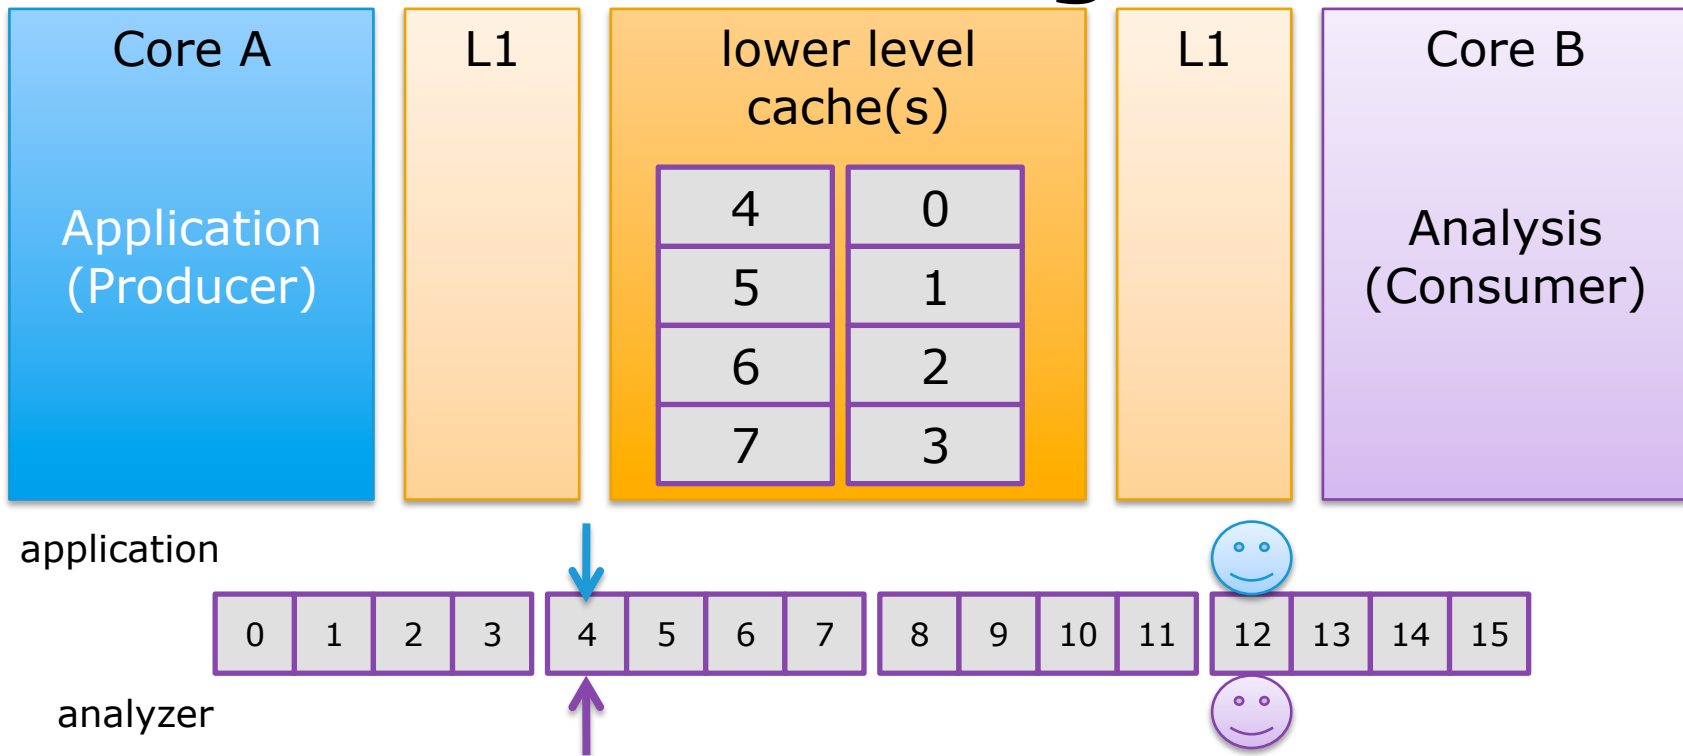 Core A
L1
lower level
cache(s)
L1
Core B
Application
(Producer)
4 0
5 1
6 2
7 3
Analysis
(Consumer)
application
0 1 2 3 4 5 6 7 8 9 10 11 12 13 14 15
analyzer